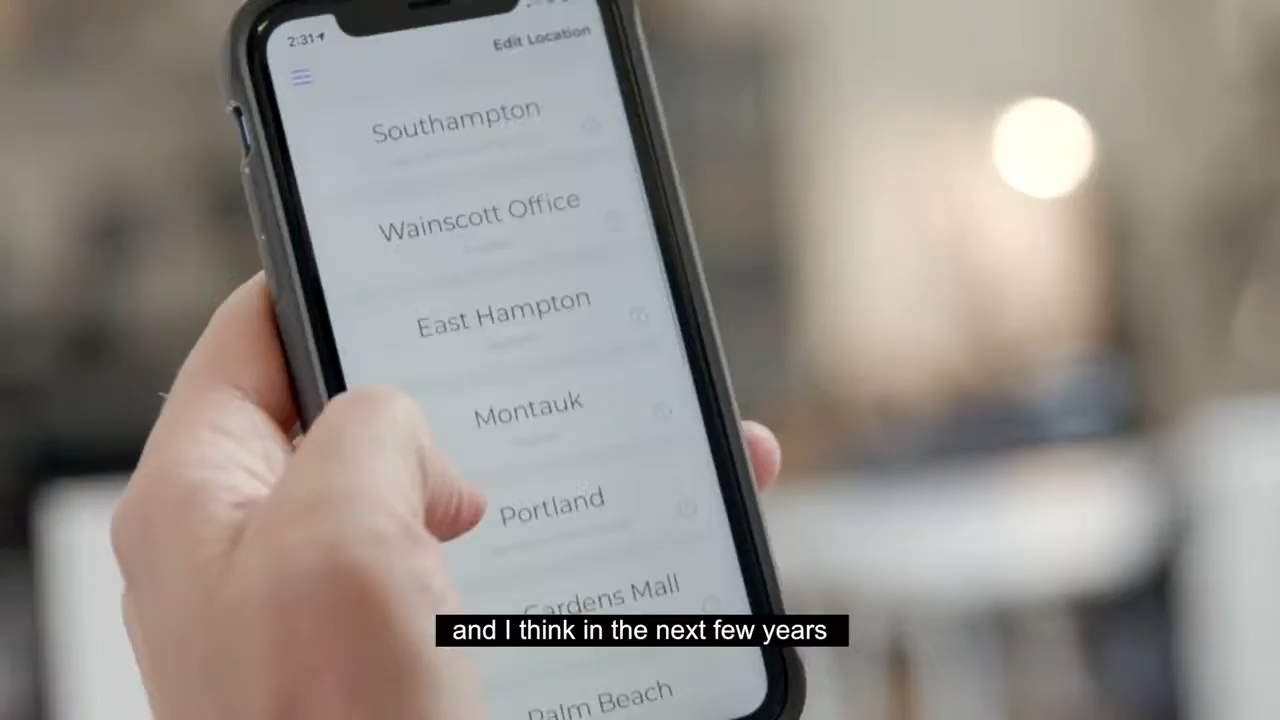 2:31
Edit Location
Southampton
Wainscott Office
East Hampton
Montauk
Portland
Gardens Mall
and I think in the next few years
Palm Beach